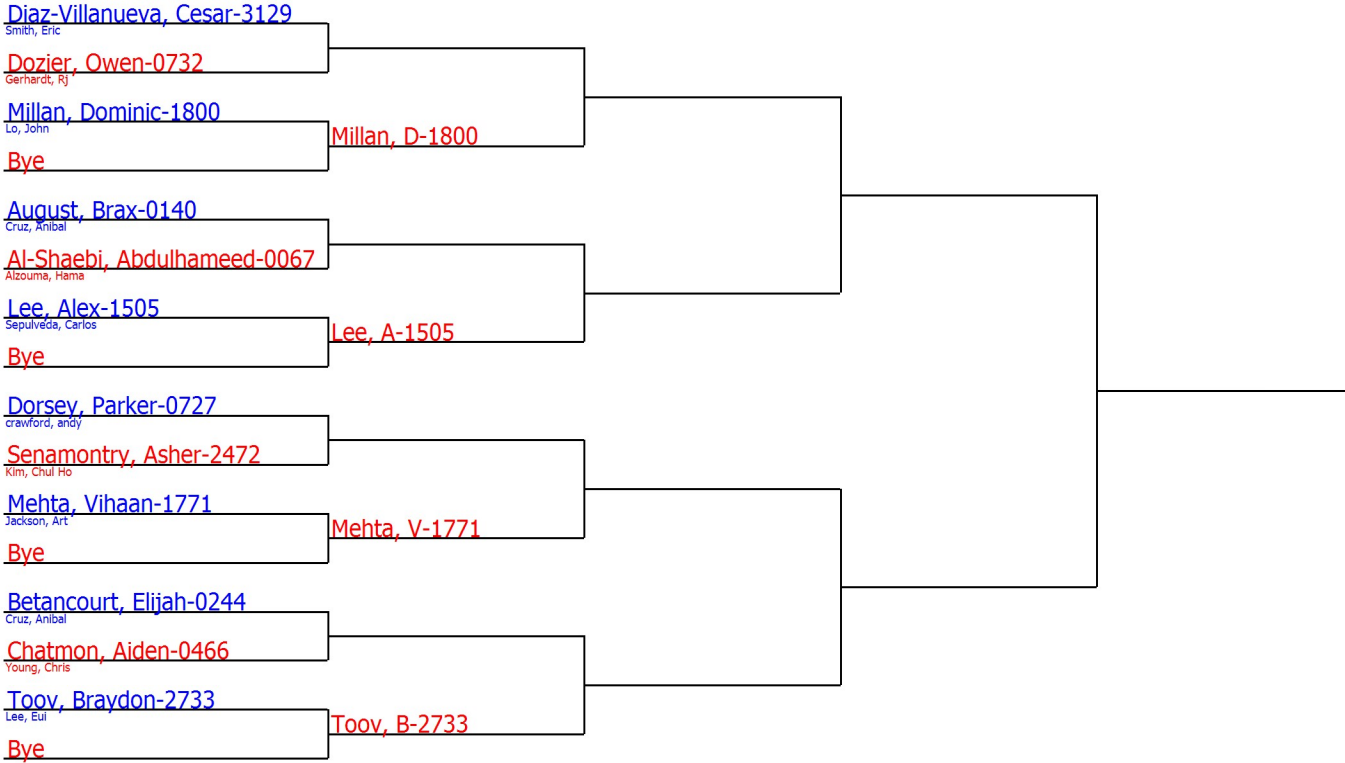 Diaz-Villanueva, Cesar-3129
Smith, Eric
Dozier, Owen-0732
Gerhardt, Rj
Millan, Dominic-1800
Lo, John
Millan, D-1800
Bye
August, Brax-0140
Cruz, Anibal
Al-Shaebi, Abdulhameed-0067
Alzouma, Hama
Lee, Alex-1505
Sepulveda, Carlos
Lee, A-1505
Bye
Dorsey, Parker-0727
crawford, andy
Senamontry, Asher-2472
Kim, Chul Ho
Mehta, Vihaan-1771
Jackson, Art
Mehta, V-1771
Bye
Betancourt, Elijah-0244
Cruz, Anibal
Chatmon, Aiden-0466
Young, Chris
Toov, Braydon-2733
Lee, Eui
Toov, B-2733
Bye